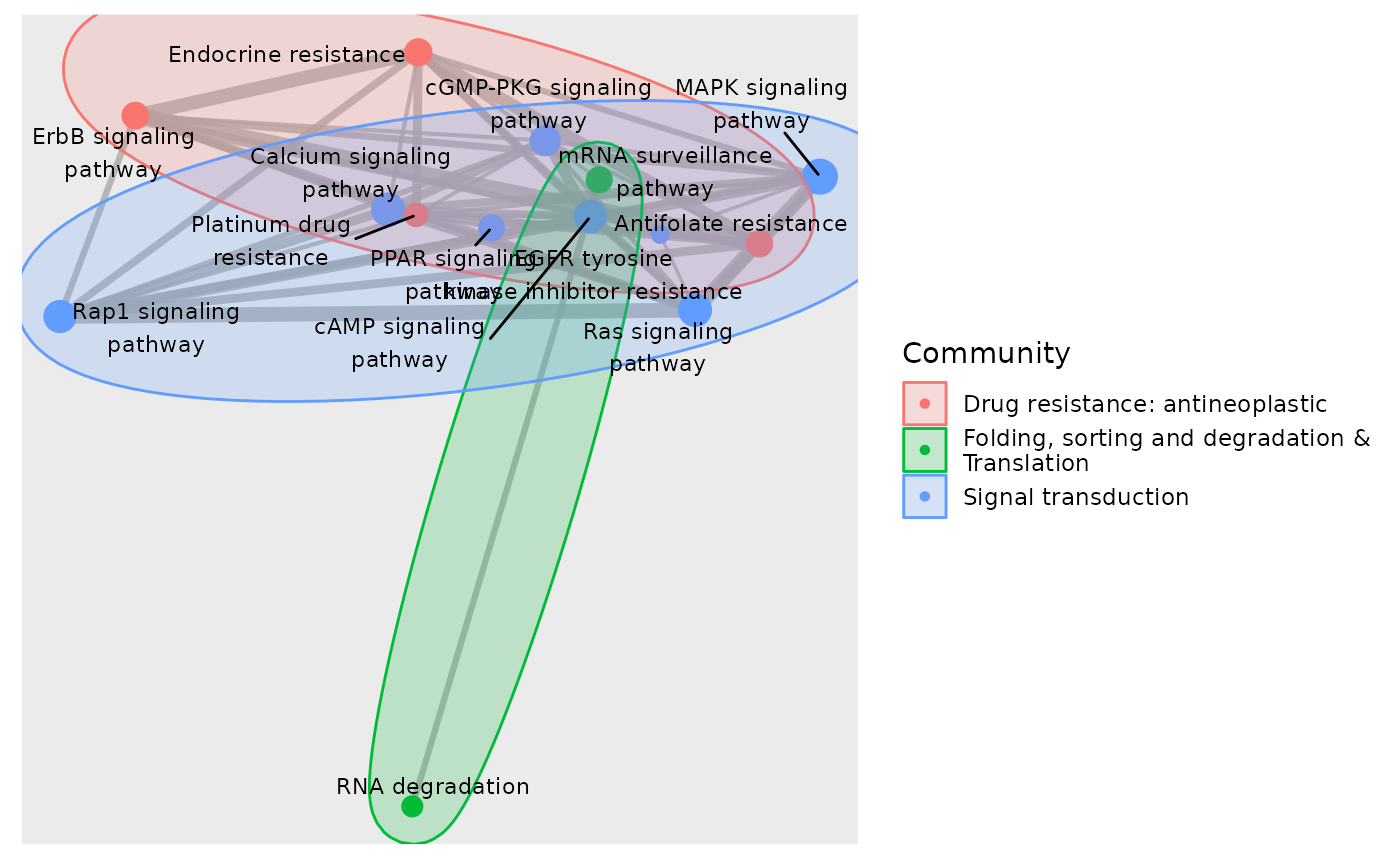 Endocrine resistance
cGMP-PKG signaling
pathway
MAPK signaling
pathway
ErbB signaling
pathway
Calcium signaling
pathway
mRNA surveillance
pathway
Platinum drug
resistance
Antifolate resistance
PPAR signaling
pathway
EGFR tyrosine
kinase inhibitor resistance
Rap1 signaling
pathway
cAMP signaling
pathway
Ras signaling
pathway
RNA degradation
Community
Drug resistance: antineoplastic
Folding, sorting and degradation &
Translation
Signal transduction